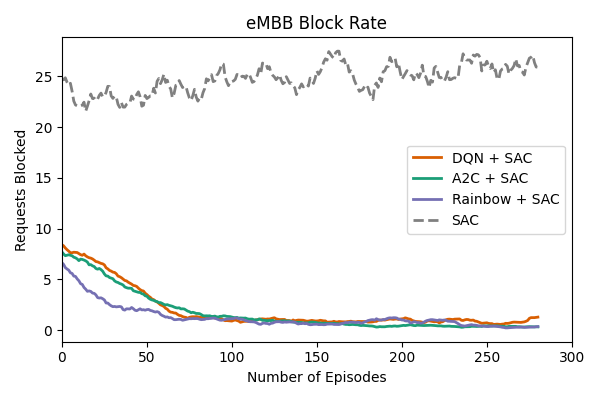 eMBB Block Rate
Requests Blocked
25
20
15
10
5
0
DQN + SAC
A2C + SAC
Rainbow + SAC
SAC
0 50 100 150 200 250 300
Number of Episodes